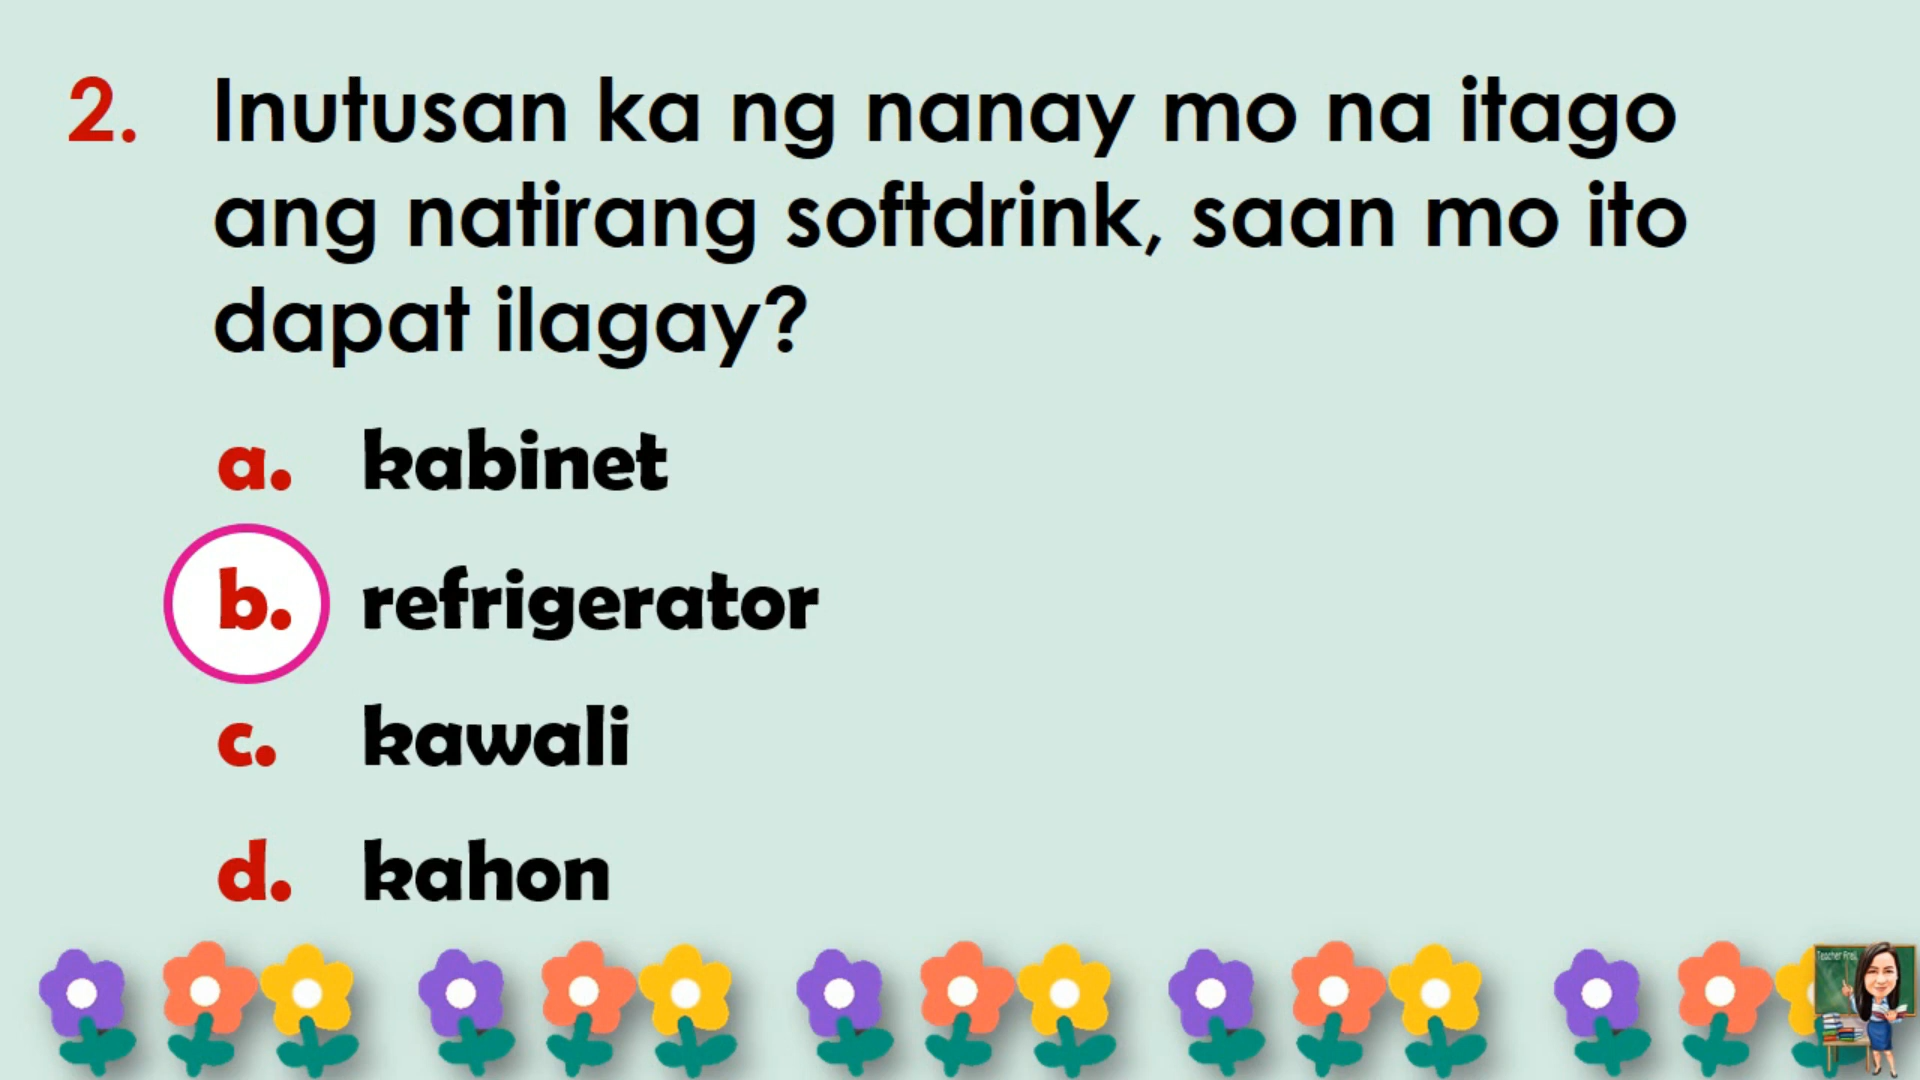 2. Inutusan ka ng nanay mo na itago
ang natirang softdrink, saan mo ito
dapat ilagay?
a. kabinet
b. refrigerator
c. kawali
d. kahon